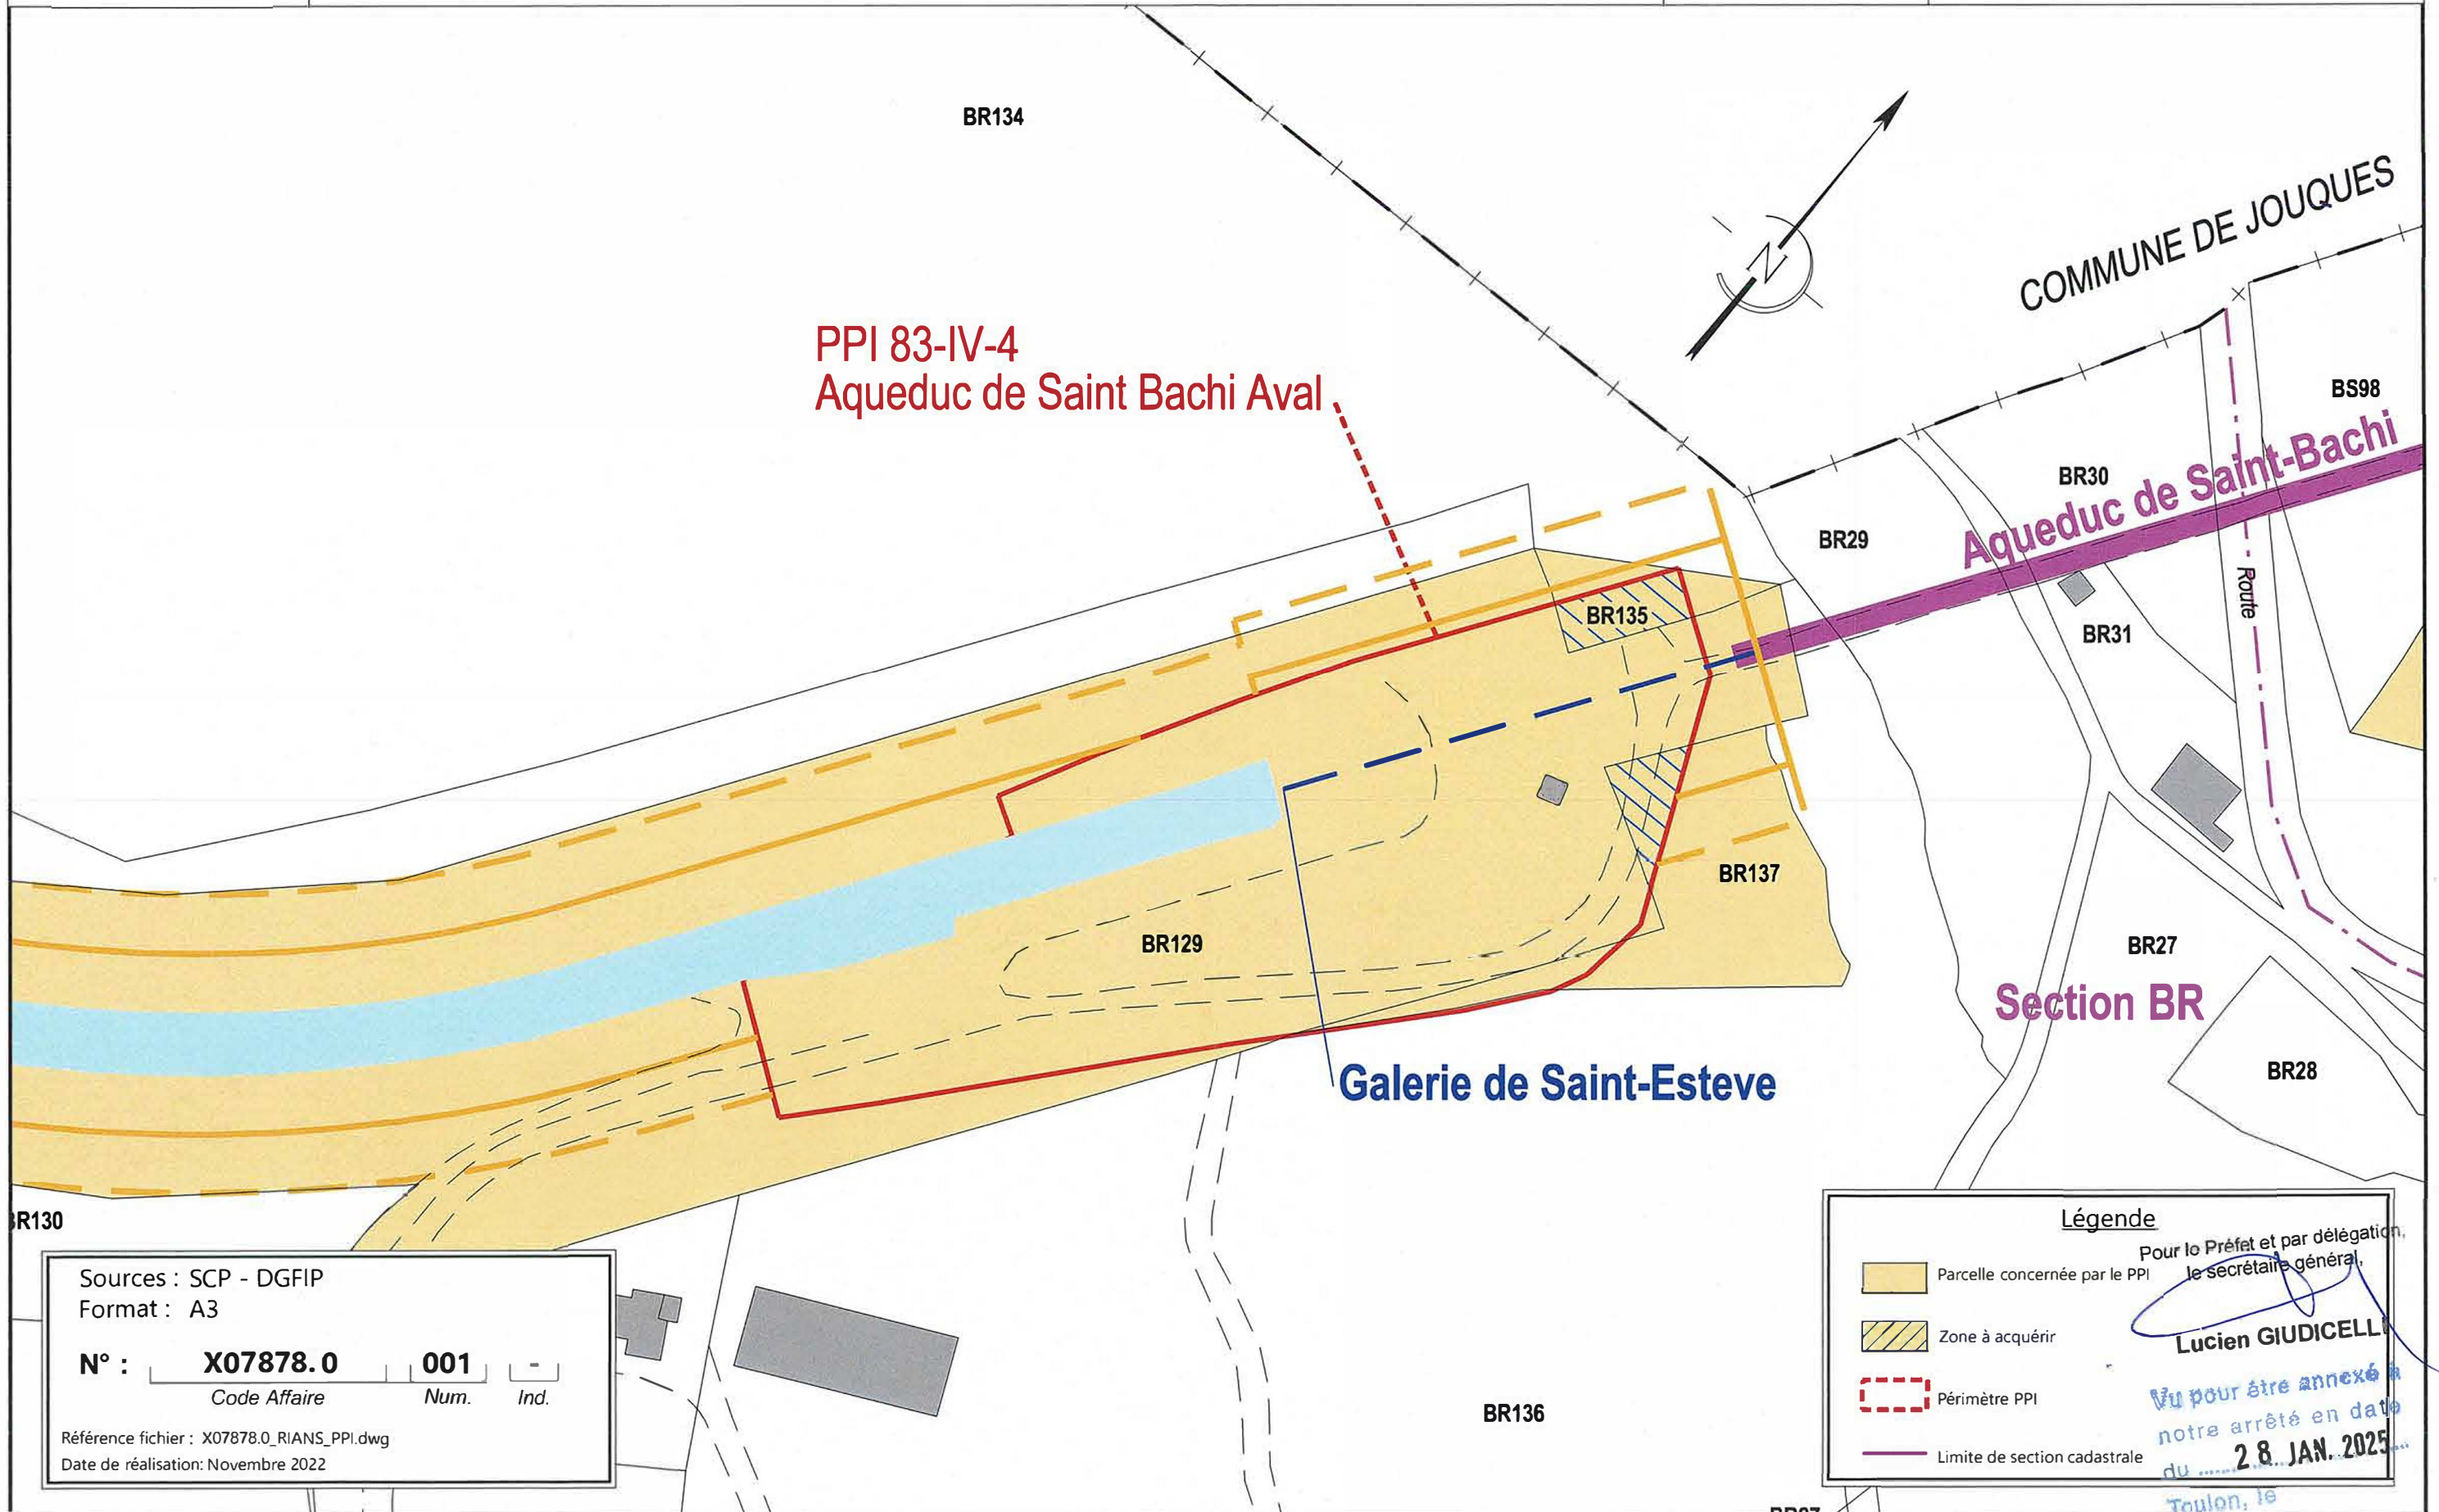 BR134
N
COMMUNE DE JOUQUES
PPI 83-IV-4
Aqueduc de Saint Bachi Aval
BS98
BR30
Aqueduc de Saint-Bachi
BR29
Route
BR135
BR31
BR137
BR129
BR27
Section BR
BR28
Galerie de Saint-Esteve
BR130
BR136
Sources : SCP - DGFIP
Format : A3
N° : X07878.0 001 -
Code Affaire Num. Ind.
Référence fichier : X07878.0_RIANS_PPI.dwg
Date de réalisation: Novembre 2022
Légende
Parcelle concernée par le PPI
Zone à acquérir
Périmètre PPI
Limite de section cadastrale
Pour le Préfet et par délégation,
le secrétaire général,
Lucien GIUDICELLI
Vu pour être annexé à
notre arrêté en date
du 28 JAN. 2025
Toulon, le